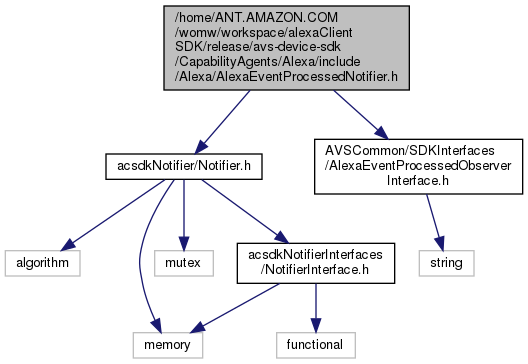 /home/ANT.AMAZON.COM
/womw/workspace/alexaClient
SDK/release/avs-device-sdk
/CapabilityAgents/Alexa/include
/Alexa/AlexaEventProcessedNotifier.h
acsdkNotifier/Notifier.h
AVSCommon/SDKInterfaces
/AlexaEventProcessedObserver
Interface.h
algorithm
mutex
acsdkNotifierInterfaces
/NotifierInterface.h
string
memory
functional